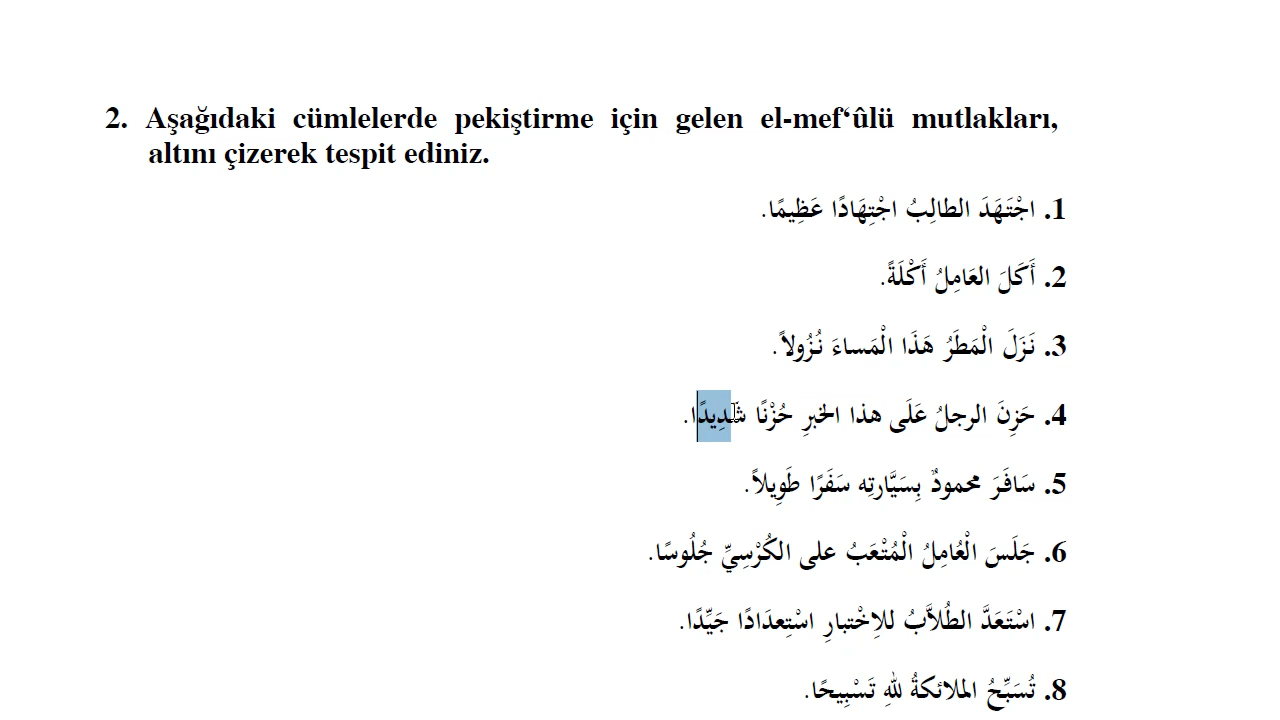 2. Aşağıdaki cümlelerde pekiştirme için gelen el-mef‘ûlü mutlakları,
altını çizerek tespit ediniz.
1. اجْتَهَدَ الطالِبُ اجْتِهَادًا عَظِيمًا.
2. أَكَلَ العَامِلُ أَكْلَةً.
3. نَزَلَ الْمَطَرُ هَذَا الْمَساءَ نُزُولاً.
4. حَزِنَ الرجلُ عَلَى هذا الخبرِ حُزْنًا شَدِيدًا.
5. سَافَرَ محمودٌ بِسَيَّارتِه سَفَرًا طَوِيلاً.
6. جَلَسَ الْعُامِلُ الْمُتْعَبُ على الكُرْسِيِّ جُلُوسًا.
7. اسْتَعَدَّ الطُلاَّبُ للاِخْتبارِ اسْتِعدَادًا جَيِّدًا.
8. تُسَبِّحُ الملائكةُ للهِ تَسْبِيحًا.